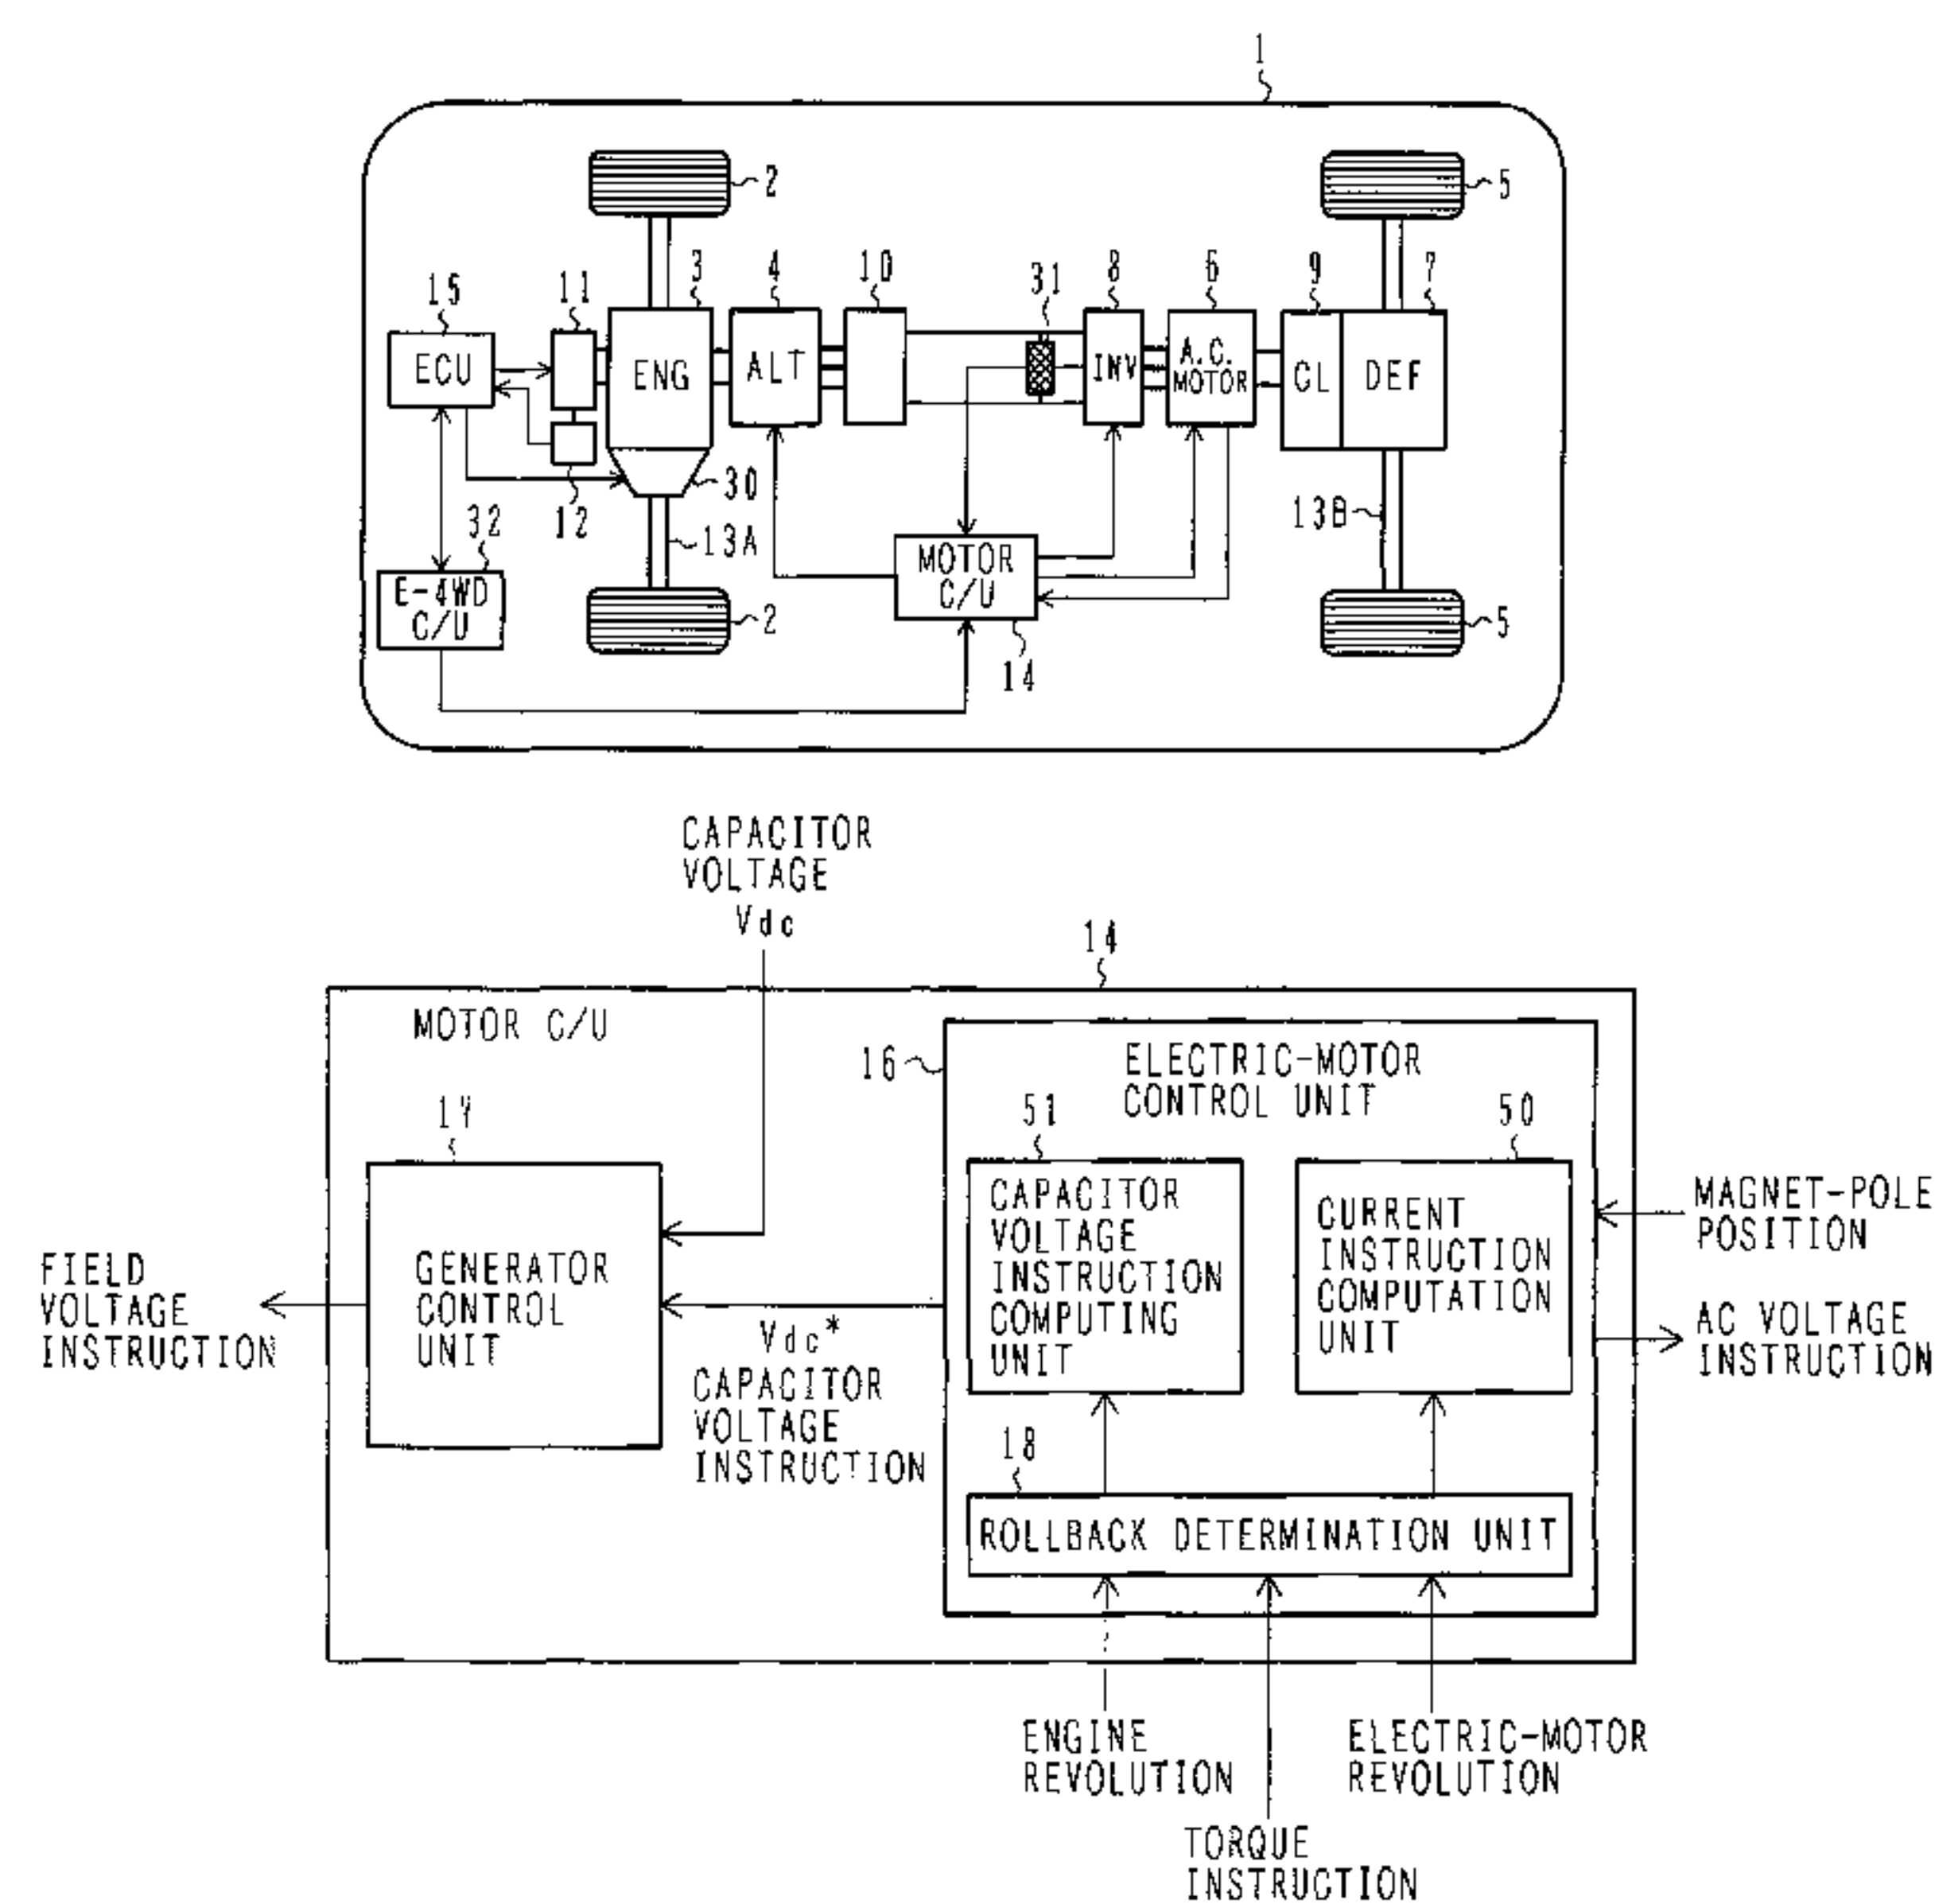 1
2
5
15
11
3
4
10
31
8
6
9
7
ECU
ENG
ALT
INV
A.C.
MOTOR
CL
DEF
30
12
32
13A
13B
E-4WD
C/U
MOTOR
C/U
2
5
14
CAPACITOR
VOLTAGE
Vdc
14
MOTOR C/U
16
ELECTRIC-MOTOR
CONTROL UNIT
17
51
50
CAPACITOR
VOLTAGE
INSTRUCTION
COMPUTING
UNIT
CURRENT
INSTRUCTION
COMPUTATION
UNIT
MAGNET-POLE
POSITION
FIELD
VOLTAGE
INSTRUCTION
GENERATOR
CONTROL
UNIT
AC VOLTAGE
INSTRUCTION
Vdc*
CAPACITOR
VOLTAGE
INSTRUCTION
18
ROLLBACK DETERMINATION UNIT
ENGINE
REVOLUTION
ELECTRIC-MOTOR
REVOLUTION
TORQUE
INSTRUCTION